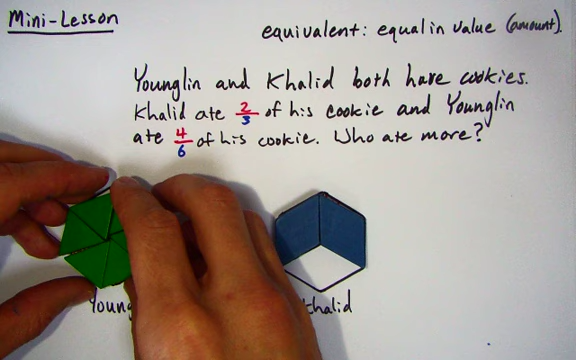 Mini-Lesson
equivalent: equal in value (amount).
Younglin and Khalid both have cookies.
Khalid ate 2/3 of his cookie and Younglin
ate 4/6 of his cookie. Who ate more?
Young
Khalid